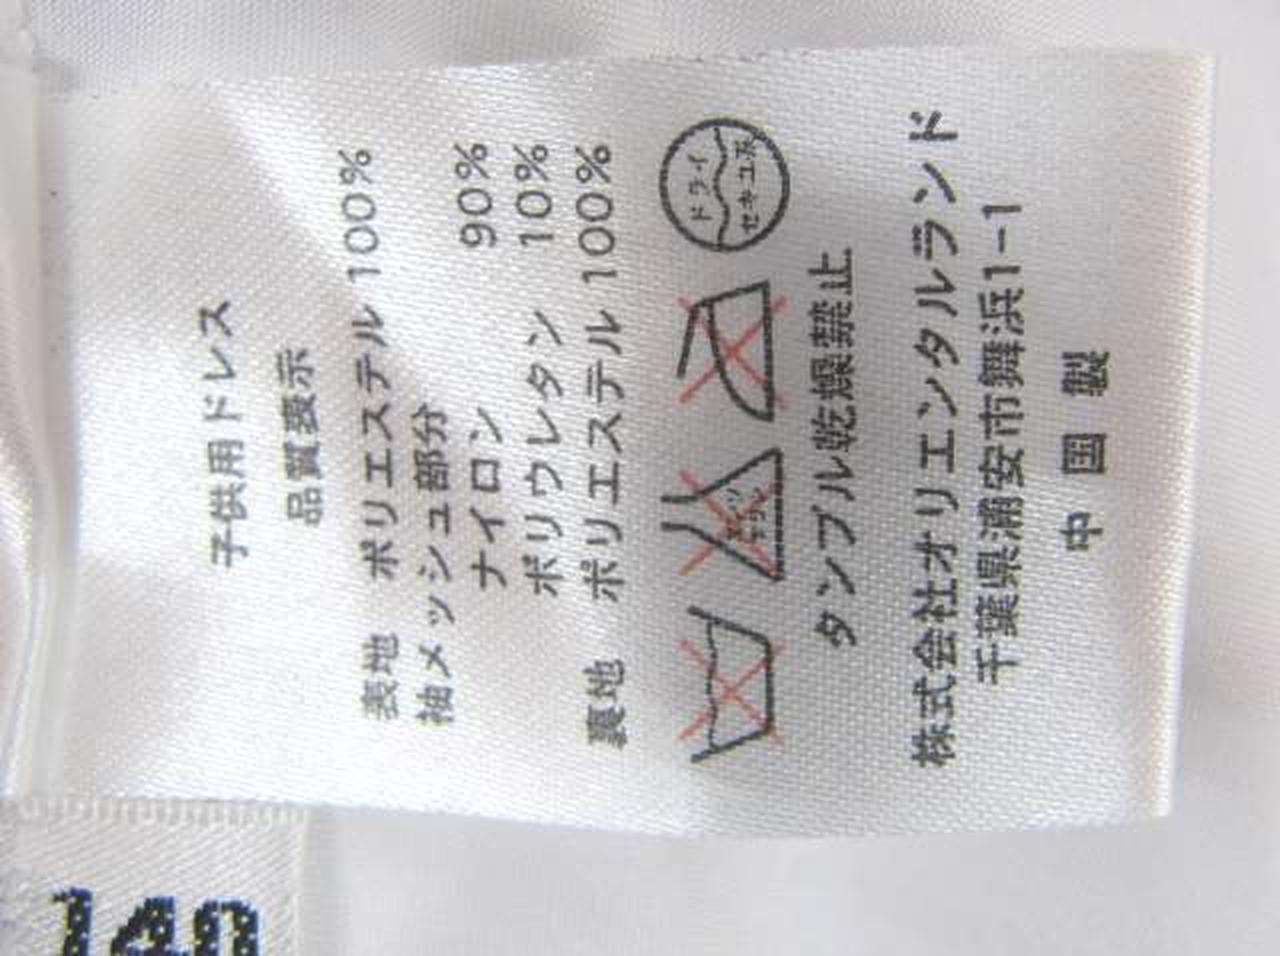 子供用ドレス
品質表示
表地 ポリエステル 100%
袖メッシュ部分
ナイロン 90%
ポリウレタン 10%
裏地 ポリエステル 100%
ドライ
セキユ系
タンブル乾燥禁止
株式会社オリエンタルランド
千葉県浦安市舞浜1-1
中国製